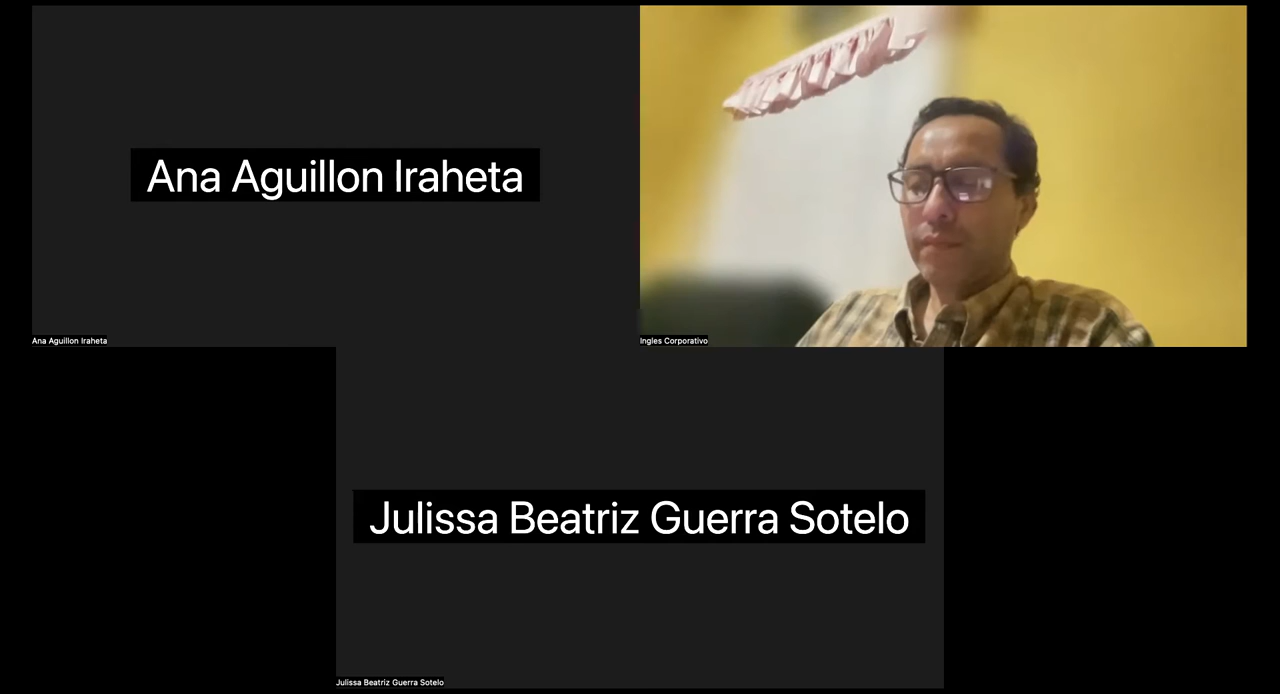 Ana Aguillon Iraheta
Ana Aguillon Iraheta
Ingles Corporativo
Julissa Beatriz Guerra Sotelo
Julissa Beatriz Guerra Sotelo